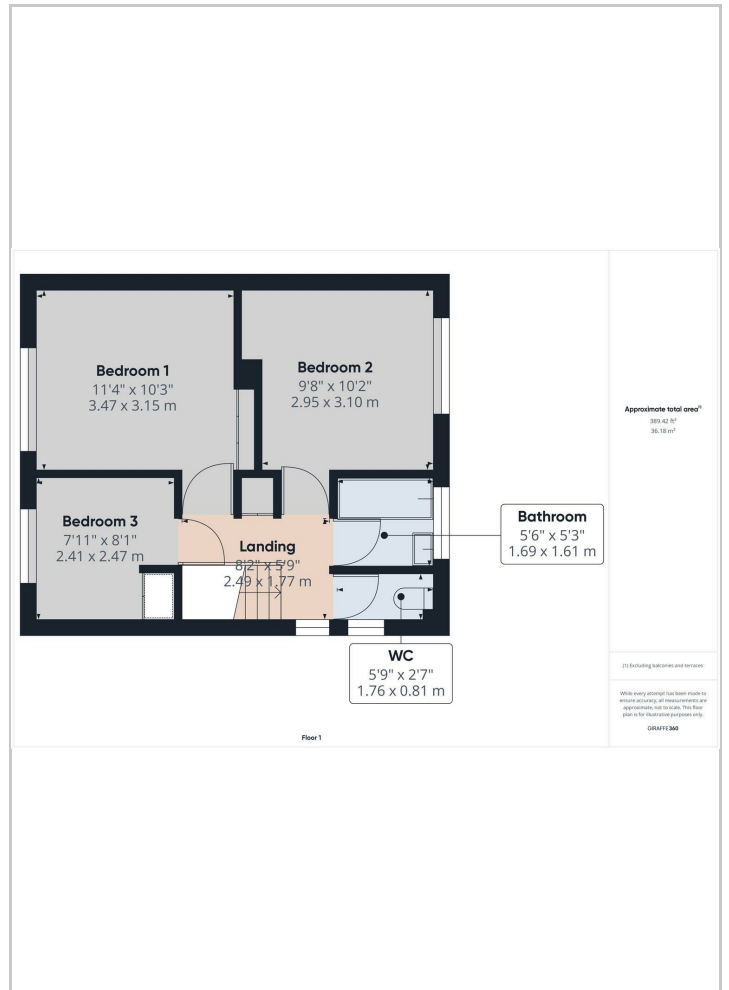 Bedroom 1
11'4" x 10'3"
3.47 x 3.15 m
Bedroom 2
9'8" x 10'2"
2.95 x 3.10 m
Bedroom 3
7'11" x 8'1"
2.41 x 2.47 m
Landing
8'2" x 5'9"
2.49 x 1.77 m
Bathroom
5'6" x 5'3"
1.69 x 1.61 m
WC
5'9" x 2'7"
1.76 x 0.81 m
Floor 1
Approximate total area⁽¹⁾
389.42 ft²
36.18 m²
(1) Excluding balconies and terraces
While every attempt has been made to
ensure accuracy, all measurements are
approximate, not to scale. This floor
plan is for illustrative purposes only.
GIRAFFE360